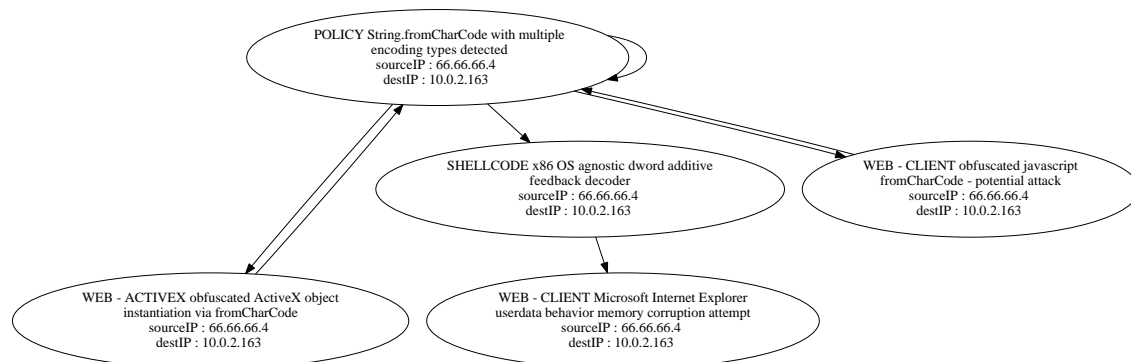 POLICY String.fromCharCode with multiple
encoding types detected
sourceIP : 66.66.66.4
destIP : 10.0.2.163
SHELLCODE x86 OS agnostic dword additive
feedback decoder
sourceIP : 66.66.66.4
destIP : 10.0.2.163
WEB - CLIENT obfuscated javascript
fromCharCode - potential attack
sourceIP : 66.66.66.4
destIP : 10.0.2.163
WEB - ACTIVEX obfuscated ActiveX object
instantiation via fromCharCode
sourceIP : 66.66.66.4
destIP : 10.0.2.163
WEB - CLIENT Microsoft Internet Explorer
userdata behavior memory corruption attempt
sourceIP : 66.66.66.4
destIP : 10.0.2.163